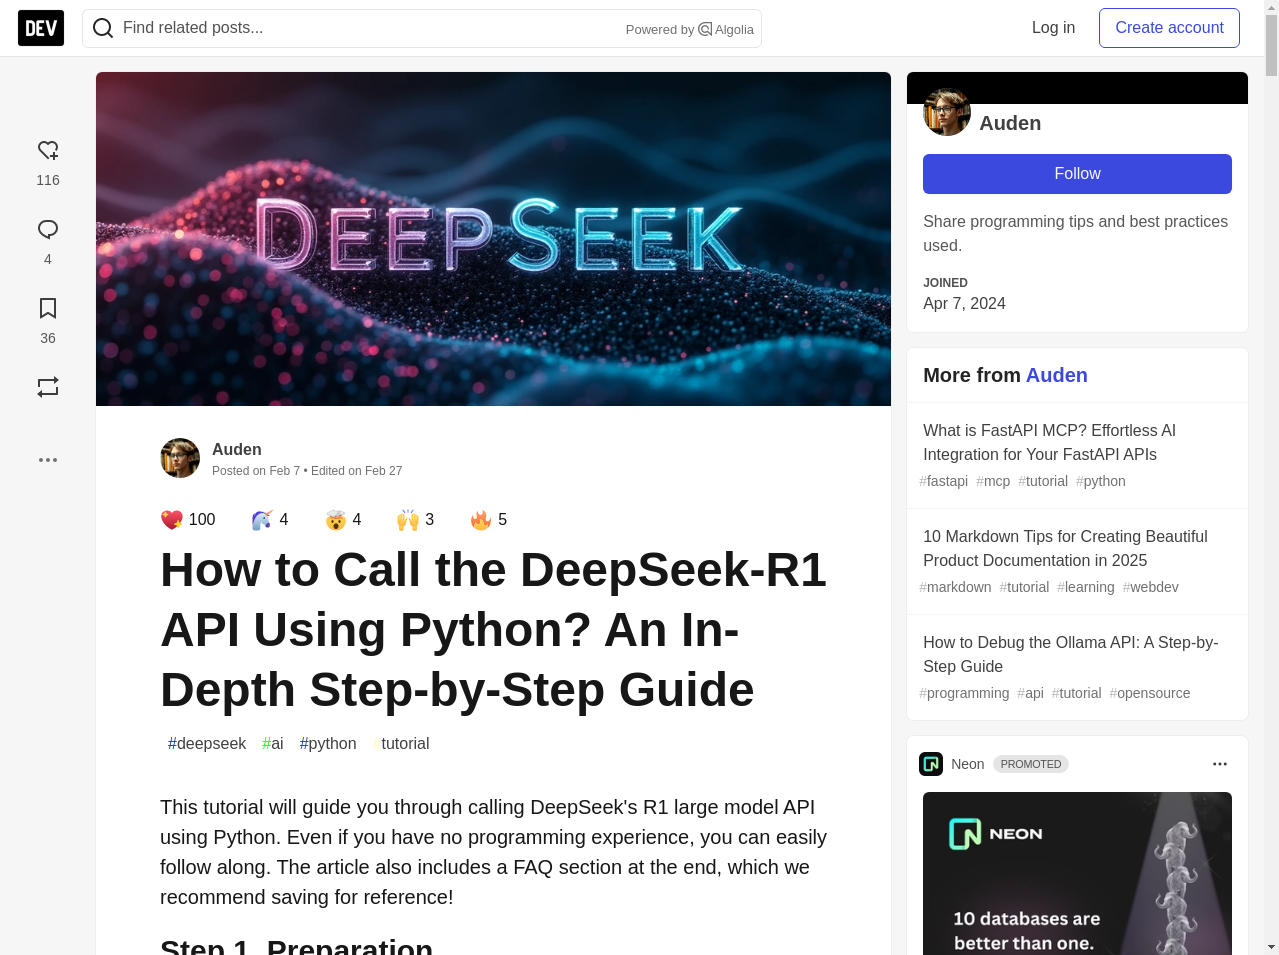 DEV
Find related posts...
Powered by Algolia
Log in
Create account
116
4
36
DEEPSEEK
Auden
Posted on Feb 7 • Edited on Feb 27
100
4
4
3
5
How to Call the DeepSeek-R1
API Using Python? An In-
Depth Step-by-Step Guide
#deepseek #ai #python #tutorial
This tutorial will guide you through calling DeepSeek's R1 large model API
using Python. Even if you have no programming experience, you can easily
follow along. The article also includes a FAQ section at the end, which we
recommend saving for reference!
Step 1. Preparation
Auden
Follow
Share programming tips and best practices
used.
JOINED
Apr 7, 2024
More from Auden
What is FastAPI MCP? Effortless AI
Integration for Your FastAPI APIs
#fastapi #mcp #tutorial #python
10 Markdown Tips for Creating Beautiful
Product Documentation in 2025
#markdown #tutorial #learning #webdev
How to Debug the Ollama API: A Step-by-
Step Guide
#programming #api #tutorial #opensource
Neon PROMOTED
NEON
10 databases are
better than one.